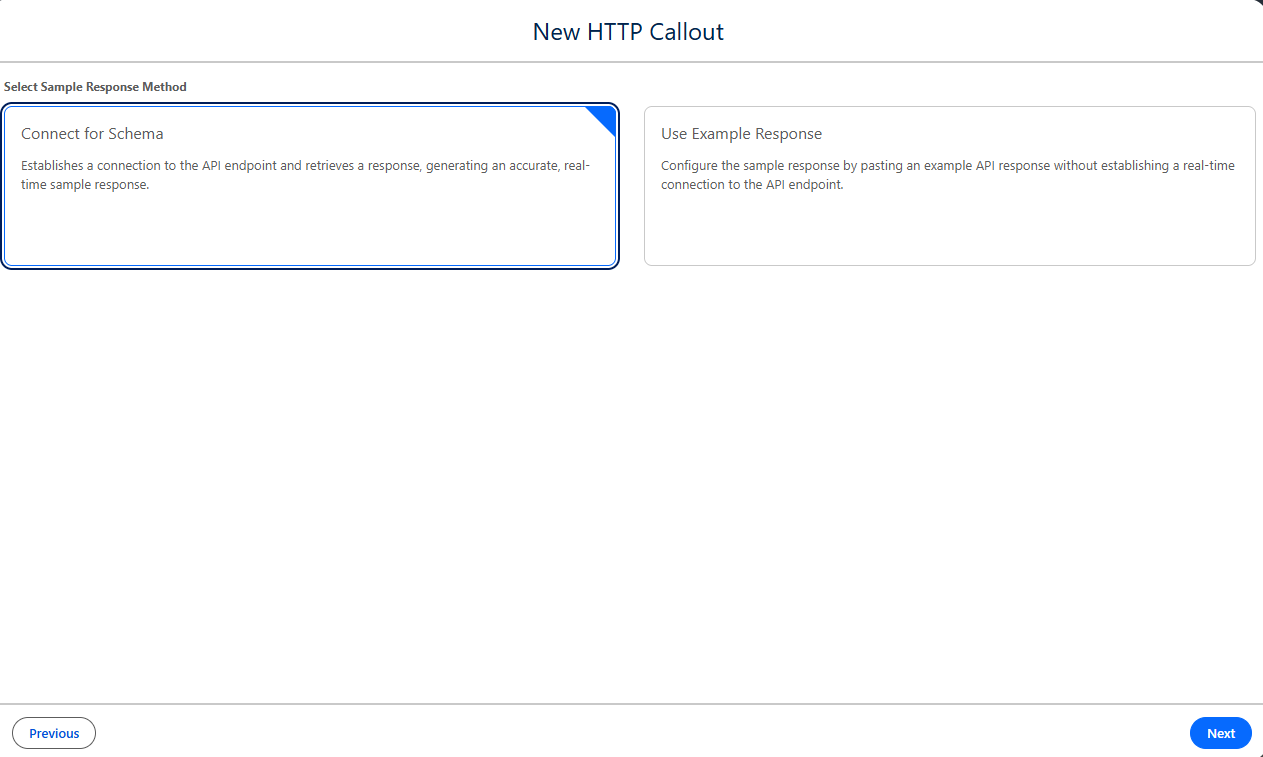 New HTTP Callout
Select Sample Response Method
Connect for Schema
Establishes a connection to the API endpoint and retrieves a response, generating an accurate, real-
time sample response.
Use Example Response
Configure the sample response by pasting an example API response without establishing a real-time
connection to the API endpoint.
Previous
Next